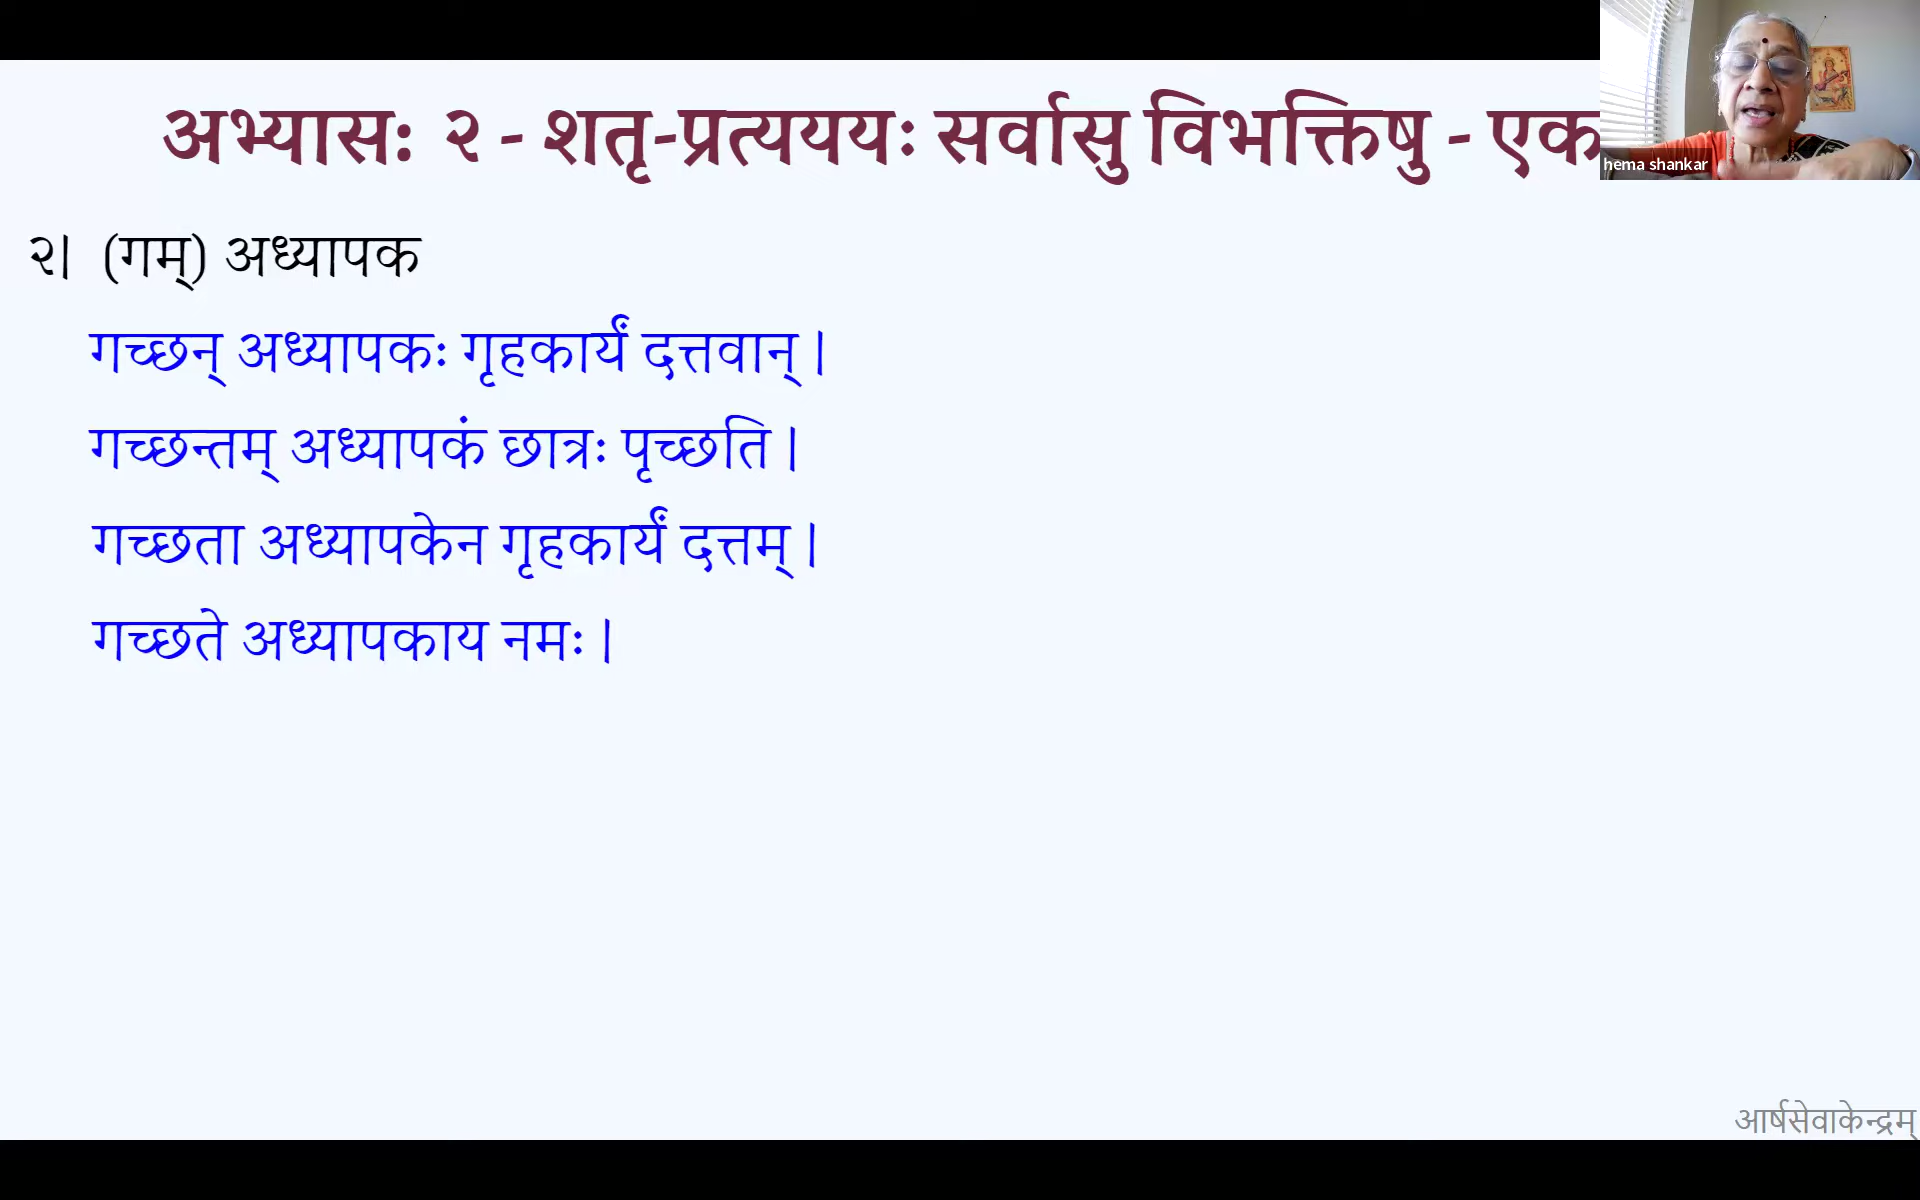 अभ्यास: २ - शतृ-प्रत्यययः सर्वासु विभक्तिषु - एक
hema shankar
२। (गम्) अध्यापक
गच्छन् अध्यापकः गृहकार्यं दत्तवान् ।
गच्छन्तम् अध्यापकं छात्रः पृच्छति ।
गच्छता अध्यापकेन गृहकार्यं दत्तम् ।
गच्छते अध्यापकाय नमः ।
आर्षसेवाकेन्द्रम्